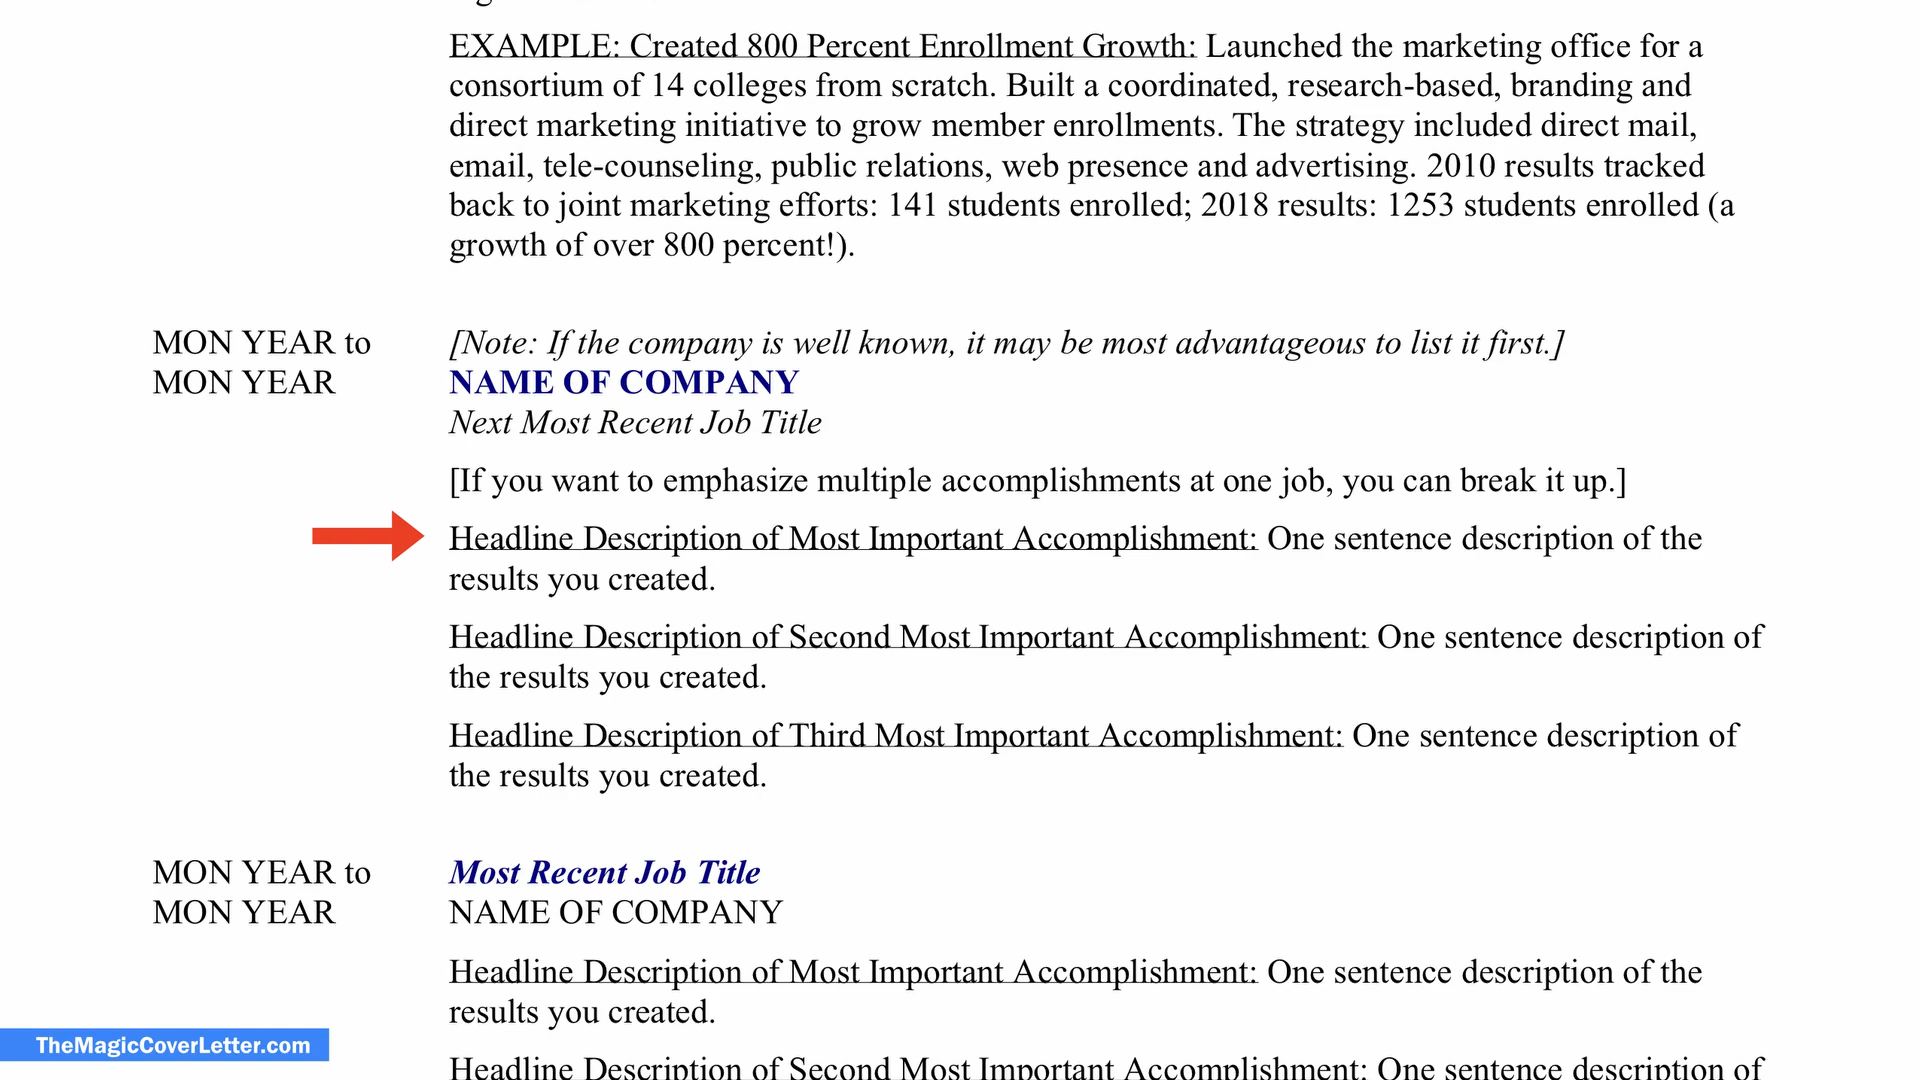 EXAMPLE: Created 800 Percent Enrollment Growth: Launched the marketing office for a
consortium of 14 colleges from scratch. Built a coordinated, research-based, branding and
direct marketing initiative to grow member enrollments. The strategy included direct mail,
email, tele-counseling, public relations, web presence and advertising. 2010 results tracked
back to joint marketing efforts: 141 students enrolled; 2018 results: 1253 students enrolled (a
growth of over 800 percent!).
MON YEAR to
MON YEAR
[Note: If the company is well known, it may be most advantageous to list it first.]
NAME OF COMPANY
Next Most Recent Job Title
[If you want to emphasize multiple accomplishments at one job, you can break it up.]
Headline Description of Most Important Accomplishment: One sentence description of the
results you created.
Headline Description of Second Most Important Accomplishment: One sentence description of
the results you created.
Headline Description of Third Most Important Accomplishment: One sentence description of
the results you created.
MON YEAR to
MON YEAR
Most Recent Job Title
NAME OF COMPANY
Headline Description of Most Important Accomplishment: One sentence description of the
results you created.
Headline Description of Second Most Important Accomplishment: One sentence description of
TheMagicCoverLetter.com